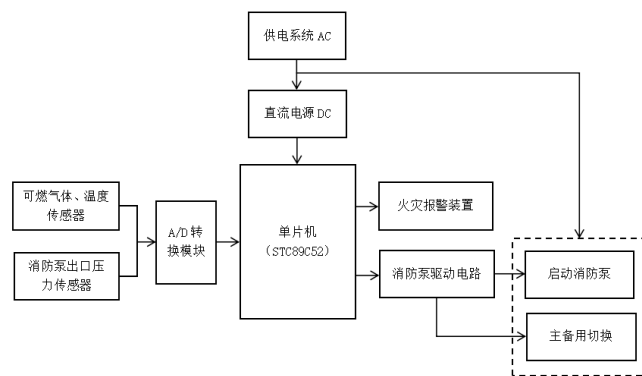 供电系统 AC
直流电源 DC
可燃气体、温度
传感器
消防泵出口压
力传感器
A/D 转
换模块
单片机
（STC89C52）
火灾报警装置
消防泵驱动电路
启动消防泵
主备用切换